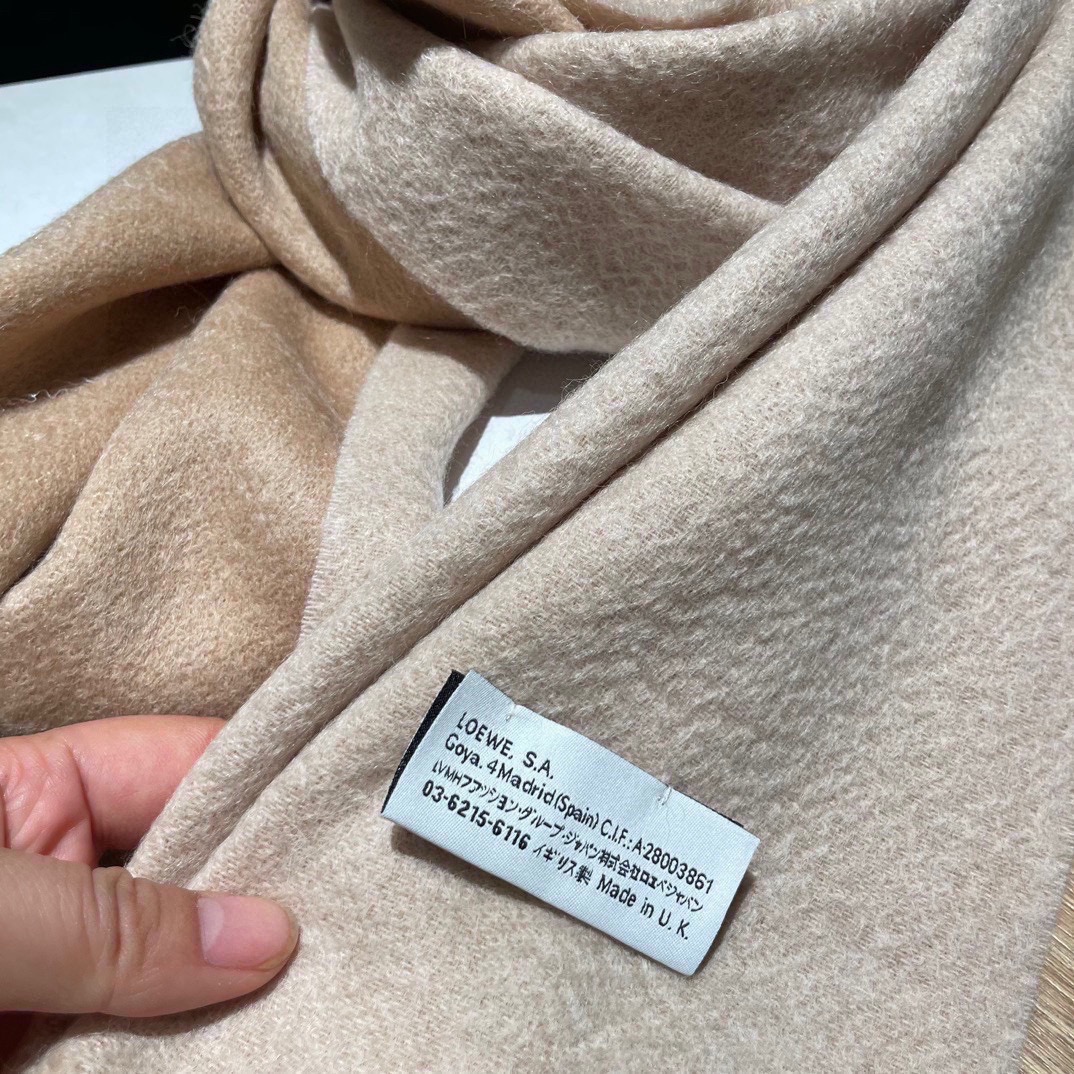 LOEWE. S.A.
Goya. 4 Madrid (Spain) C.I.F.: A-28003861
LVMHファッション・グループ・ジャパン株式会社ロエベジャパン
03-6215-6116 イギリス製 Made in U. K.